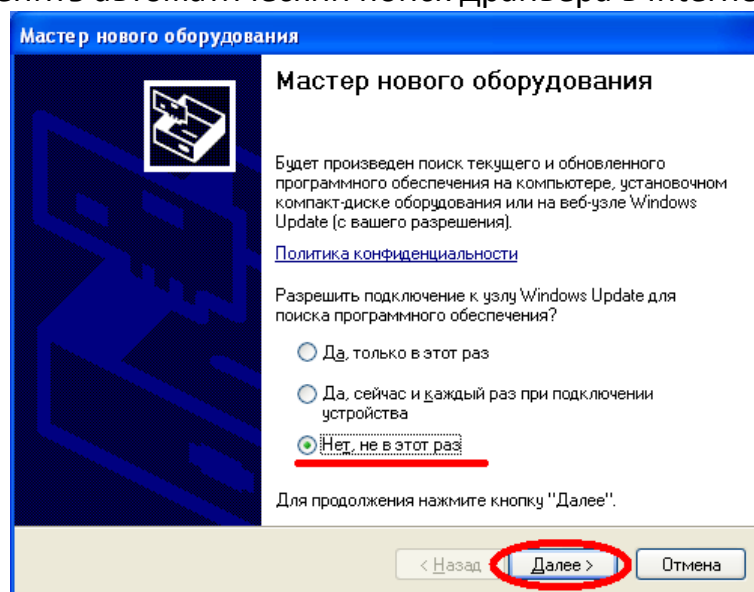 автоматический поиск драйвера в
Мастер нового оборудования
Мастер нового оборудования
Будет произведен поиск текущего и обновленного
программного обеспечения на компьютере, установочном
компакт-диске оборудования или на веб-узле Windows
Update (с вашего разрешения).
Политика конфиденциальности
Разрешить подключение к узлу Windows Update для
поиска программного обеспечения?
Да, только в этот раз
Да, сейчас и каждый раз при подключении
устройства
Нет, не в этот раз
Для продолжения нажмите кнопку "Далее".
< Назад
Далее >
Отмена